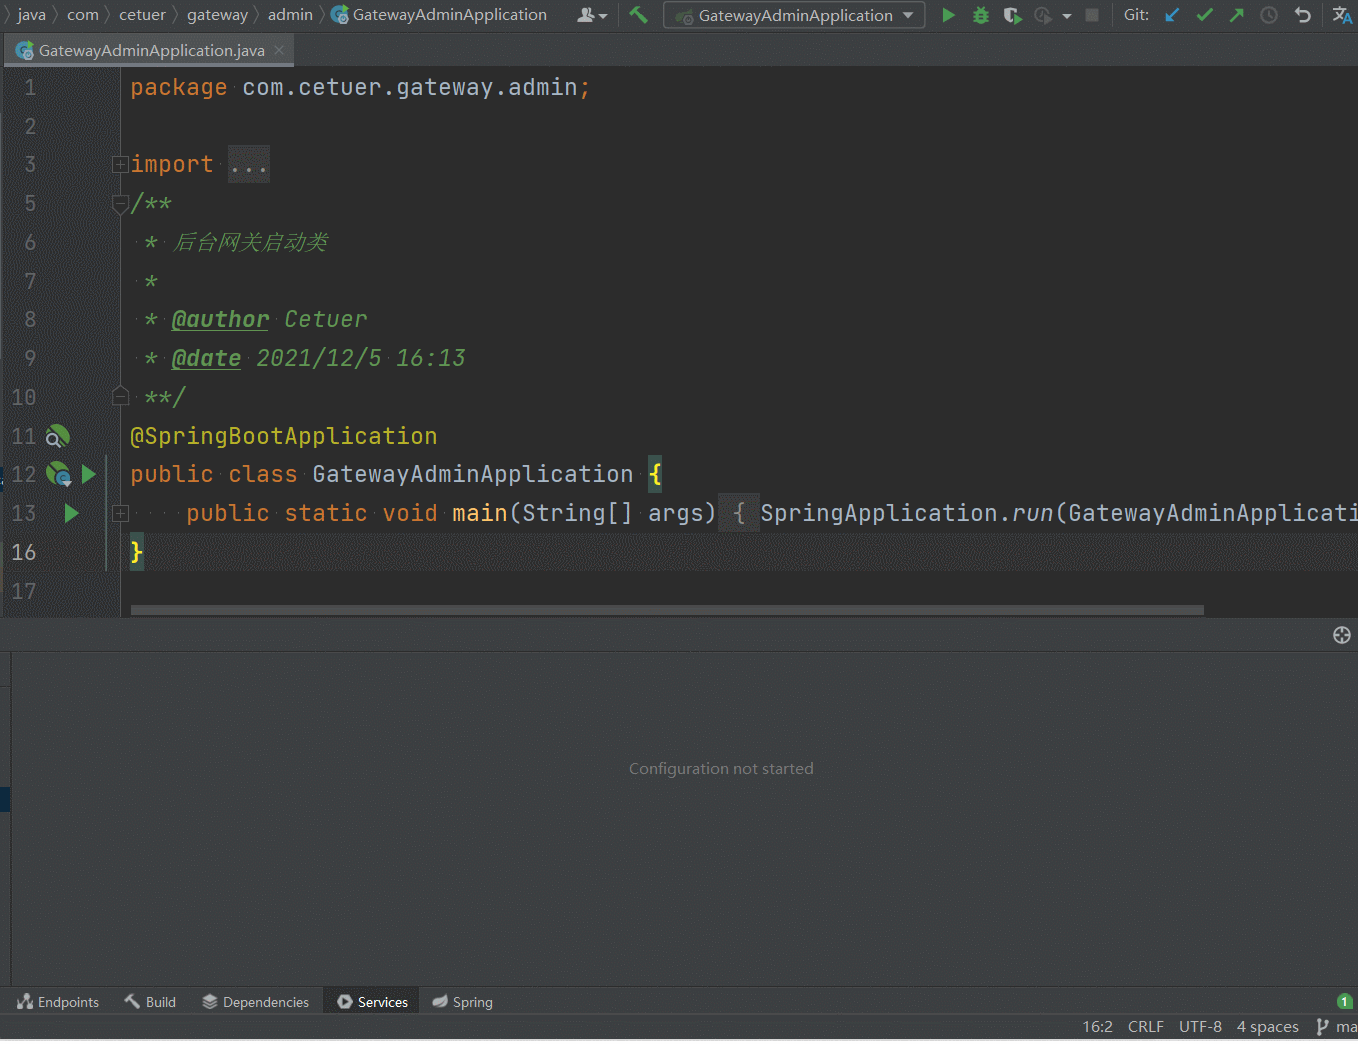 java cetuer com gateway admin GatewayAdminApplication GatewayAdminApplication Git:
GatewayAdminApplication.java
1 package com.cetuer.gateway.admin;
2
3 import ...
5 /**
6 * 后台网关启动类
7 *
8 * @author Cetuer
9 * @date 2021/12/5 16:13
10 **/
11 @SpringBootApplication
12 public class GatewayAdminApplication {
13 public static void main(String[] args) { SpringApplication.run(GatewayAdminApplicati
16 }
17
Configuration not started
Endpoints Build Dependencies Services Spring 1
16:2 CRLF UTF-8 4 spaces ma